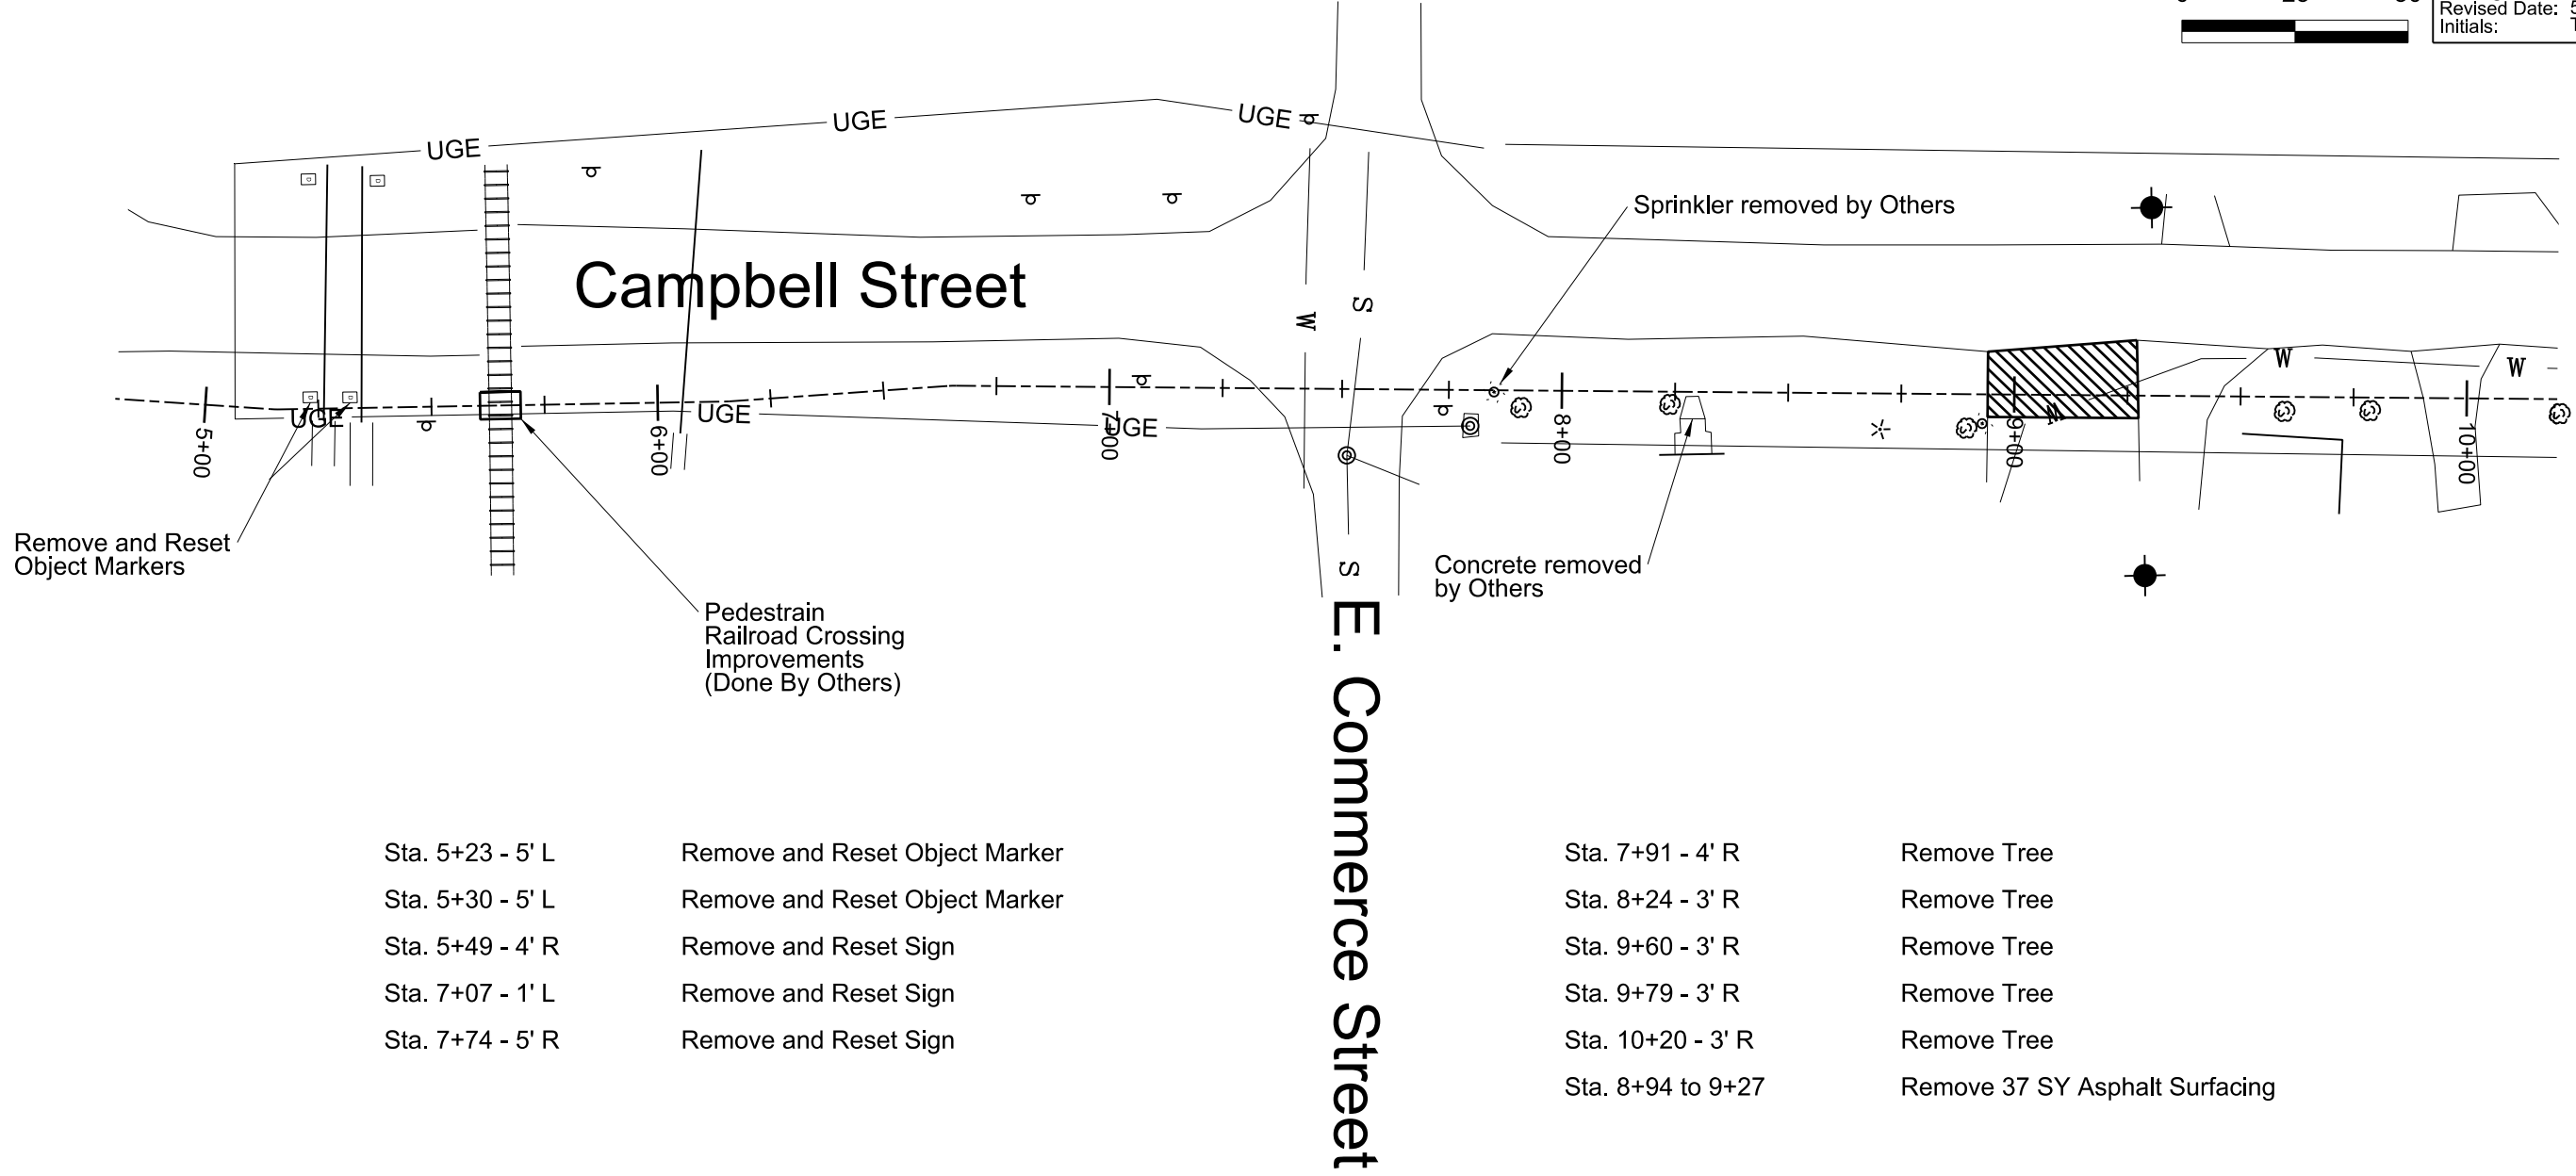 Revised Date:
Initials:
UGE
UGE
UGE
Sprinkler removed by Others
Campbell Street
W
S
W
W
W
UGE
UGE
UGE
5+00
6+00
7+00
8+00
9+00
10+00
Remove and Reset
Object Markers
Pedestrain
Railroad Crossing
Improvements
(Done By Others)
S
Concrete removed
by Others
E. Commerce Street
Sta. 5+23 - 5' L Remove and Reset Object Marker
Sta. 5+30 - 5' L Remove and Reset Object Marker
Sta. 5+49 - 4' R Remove and Reset Sign
Sta. 7+07 - 1' L Remove and Reset Sign
Sta. 7+74 - 5' R Remove and Reset Sign
Sta. 7+91 - 4' R Remove Tree
Sta. 8+24 - 3' R Remove Tree
Sta. 9+60 - 3' R Remove Tree
Sta. 9+79 - 3' R Remove Tree
Sta. 10+20 - 3' R Remove Tree
Sta. 8+94 to 9+27 Remove 37 SY Asphalt Surfacing